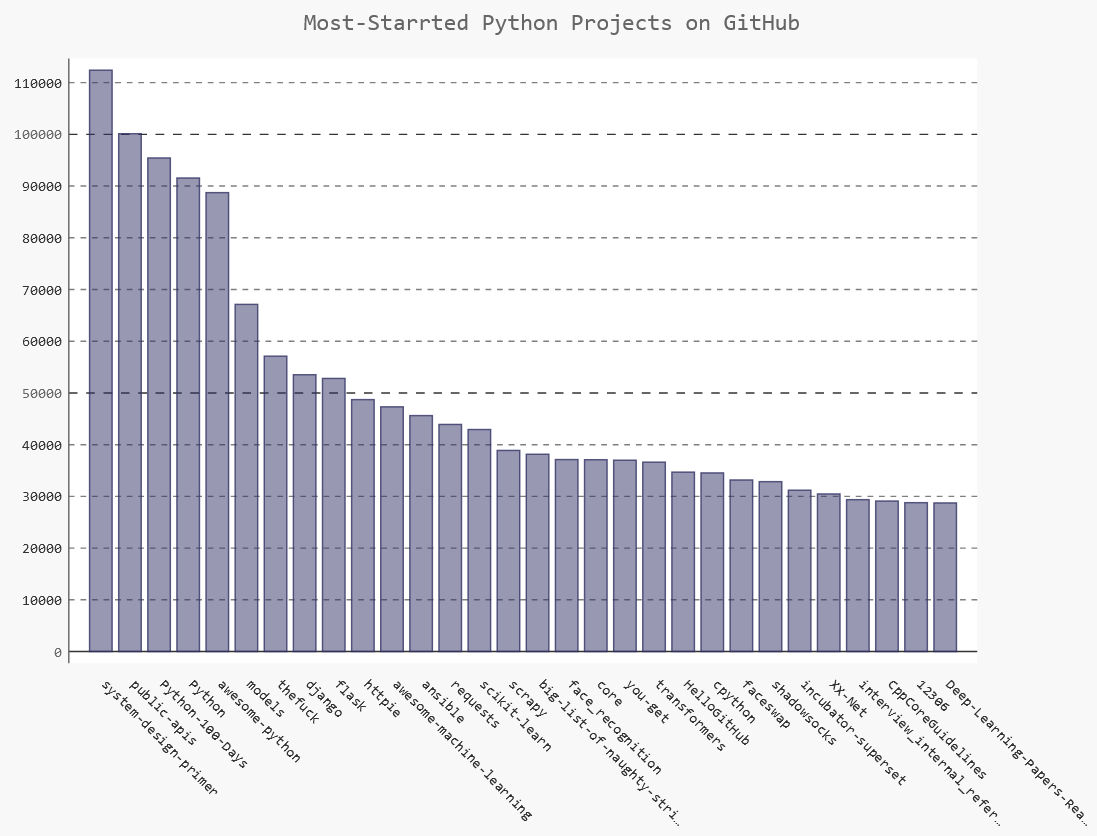 Most-Starrted Python Projects on GitHub
110000
100000
90000
80000
70000
60000
50000
40000
30000
20000
10000
0
system-design-primer
public-apis
Python-100-Days
Python
awesome-python
models
thefuck
django
flask
httpie
awesome-machine-learning
ansible
requests
scikit-learn
scrapy
big-list-of-naughty-stri…
face_recognition
core
you-get
transformers
HelloGitHub
cpython
faceswap
shadowsocks
incubator-superset
XX-Net
interview_internal_refer…
CppCoreGuidelines
12306
Deep-Learning-Papers-Rea…